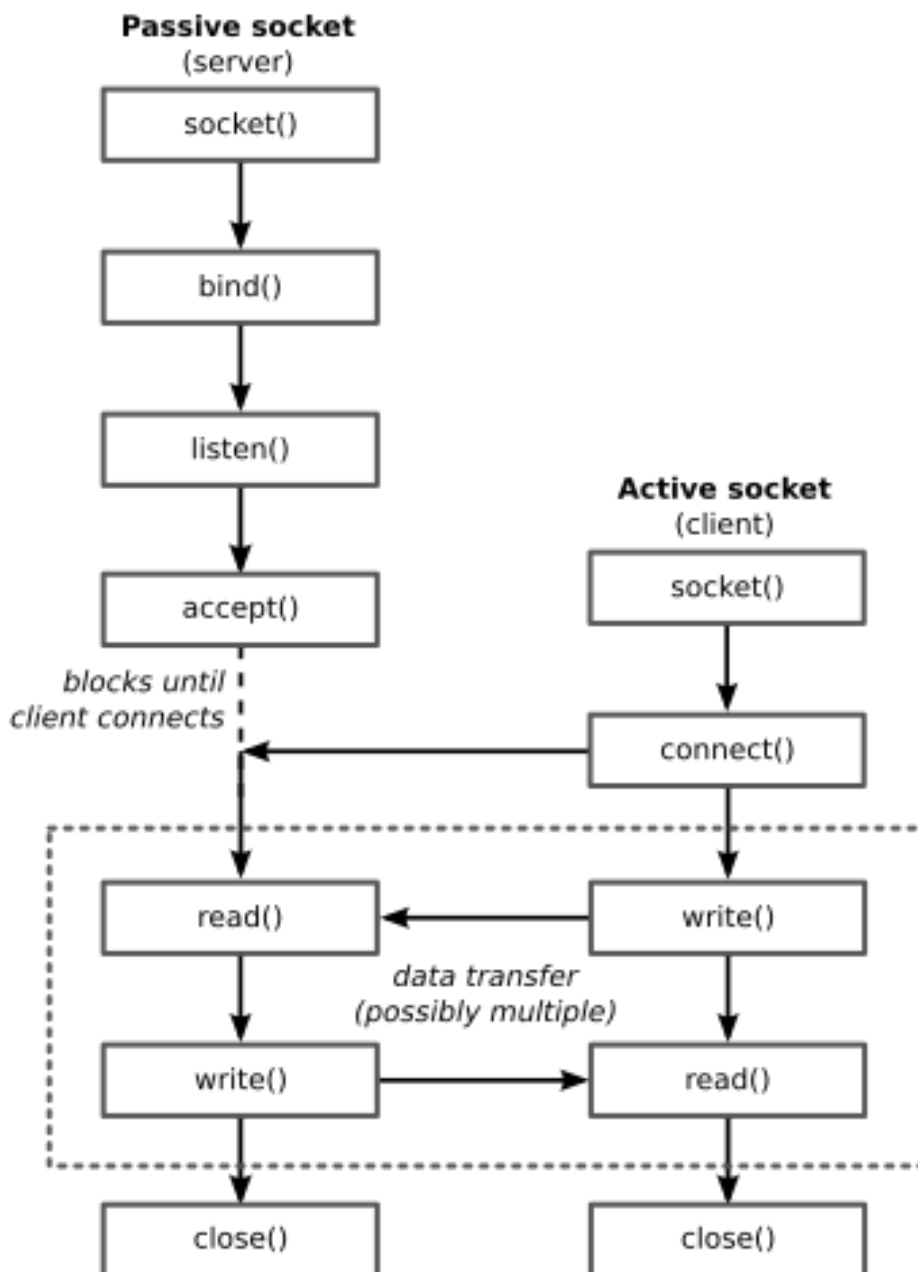 Passive socket
(server)
socket()
bind()
listen()
accept()
blocks until
client connects
Active socket
(client)
socket()
connect()
read()
write()
data transfer
(possibly multiple)
write()
read()
close()
close()